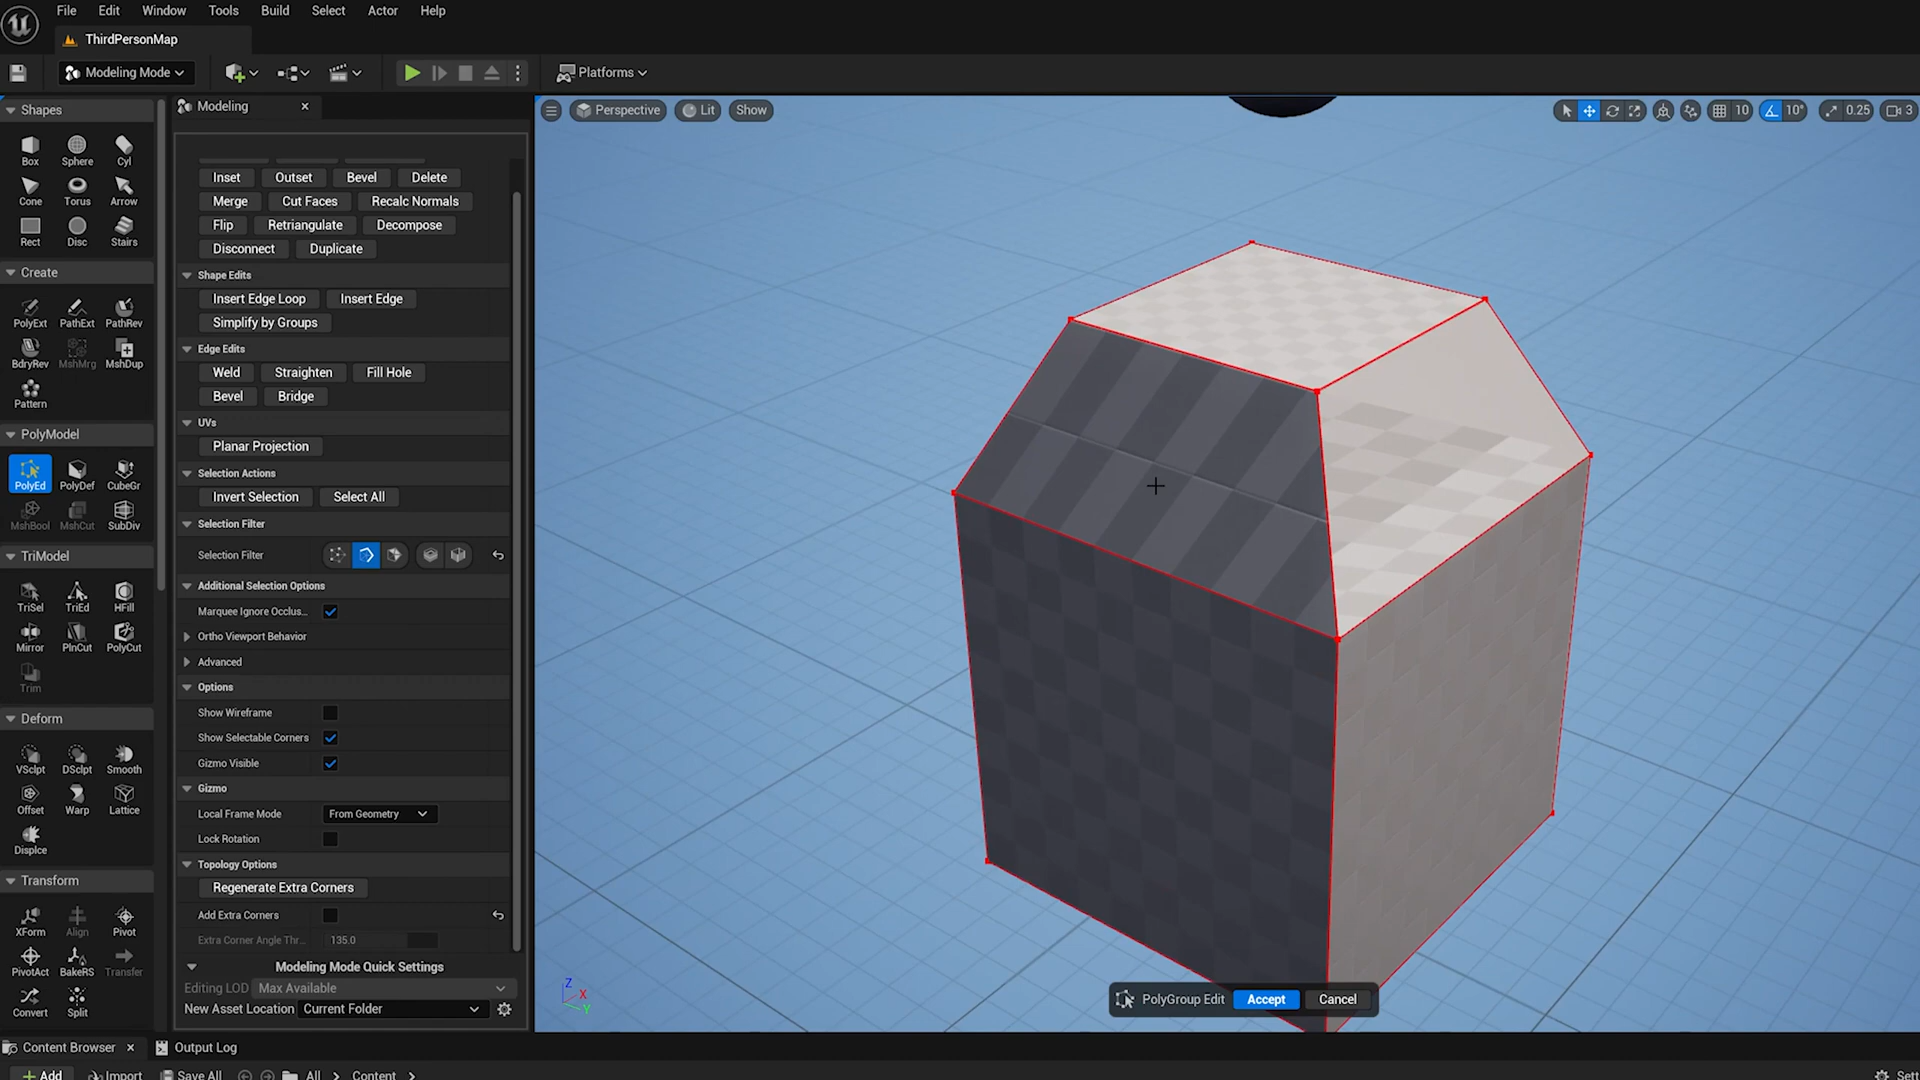 File Edit Window Tools Build Select Actor Help
ThirdPersonMap
Modeling Mode Platforms
Shapes
Box Sphere Cyl
Cone Torus Arrow
Rect Disc Stairs
Create
PolyExt PathExt PathRev
BdryRev MshMrg MshDup
Pattern
PolyModel
PolyEd PolyDef CubeGr
MshBool MshCut SubDiv
TriModel
TriSel TriEd HFill
Mirror PlnCut PolyCut
Trim
Deform
VSclpt DSclpt Smooth
Offset Warp Lattice
Displce
Transform
XForm Align Pivot
PivotAct BakeRS Transfer
Convert Split
Modeling
Inset Outset Bevel Delete
Merge Cut Faces Recalc Normals
Flip Retriangulate Decompose
Disconnect Duplicate
Shape Edits
Insert Edge Loop Insert Edge
Simplify by Groups
Edge Edits
Weld Straighten Fill Hole
Bevel Bridge
UVs
Planar Projection
Selection Actions
Invert Selection Select All
Selection Filter
Selection Filter
Additional Selection Options
Marquee Ignore Occlus...
Ortho Viewport Behavior
Advanced
Options
Show Wireframe
Show Selectable Corners
Gizmo Visible
Gizmo
Local Frame Mode From Geometry
Lock Rotation
Topology Options
Regenerate Extra Corners
Add Extra Corners
Extra Corner Angle Thr... 135.0
Modeling Mode Quick Settings
Editing LOD Max Available
New Asset Location Current Folder
Perspective Lit Show
10 10° 0.25 3
Z
X
Y
PolyGroup Edit Accept Cancel
Content Browser Output Log
Add Import Save All All Content Sett